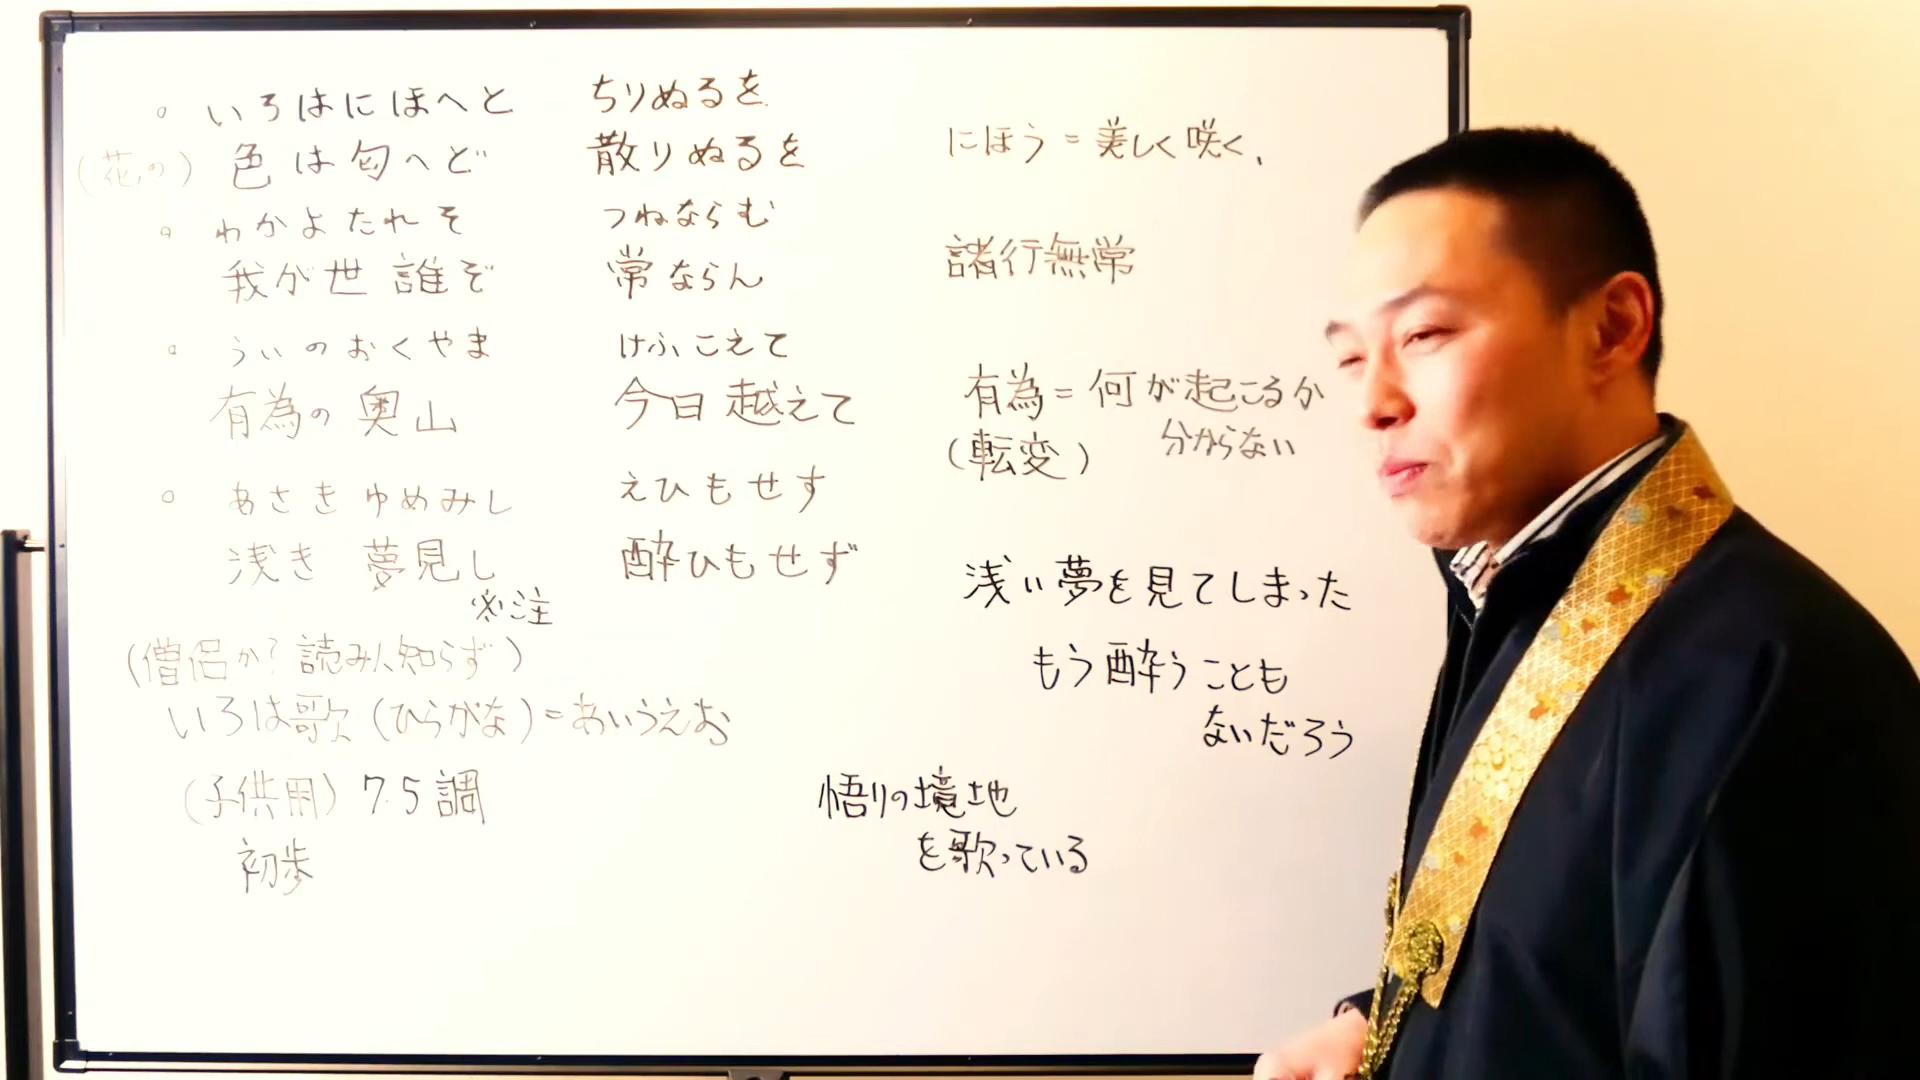 。いろはにほへと ちりぬるを
(花の) 色は匂へど 散りぬるを
。わかよたれそ つねならむ
我が世誰ぞ 常ならん
。うゐのおくやま けふこえて
有為の奥山 今日越えて
。あさきゆめみし えひもせす
浅き 夢見し 酔ひもせず
※注
(僧侶か?読み人知らず)
いろは歌(ひらがな)=あいうえお
(子供用) 7.5調
初歩
にほう=美しく咲く、
諸行無常
有為=何が起こるか
(転変) 分からない
浅い夢を見てしまった
もう酔うことも
ないだろう
悟りの境地
を歌っている